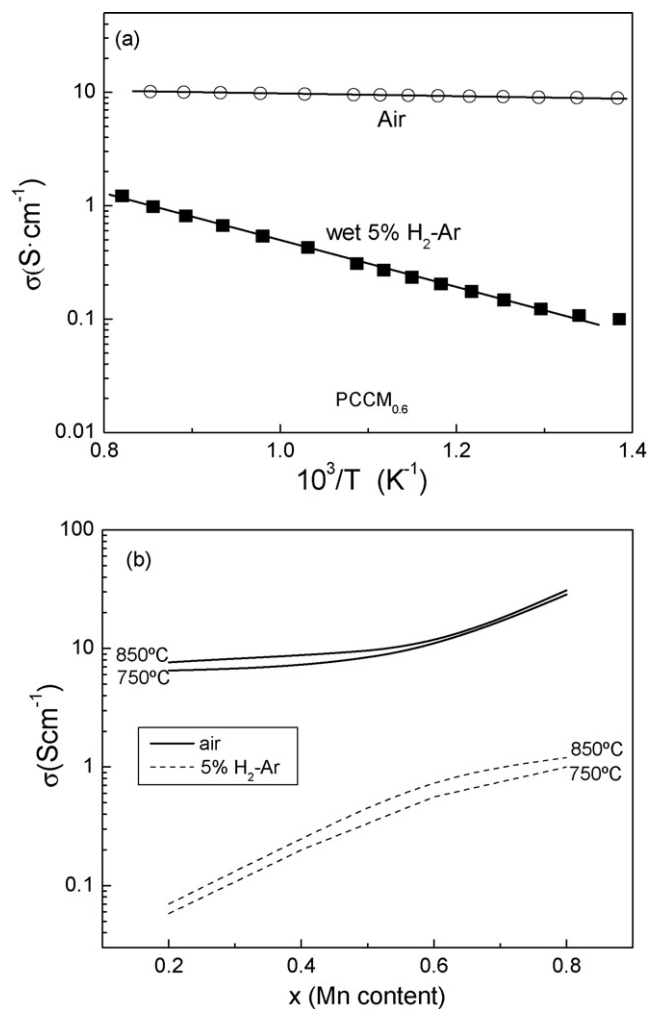 (a)
100
10
1
0.1
0.01
σ(S·cm⁻¹)
Air
wet 5% H₂-Ar
PCCM₀.₆
0.8 1.0 1.2 1.4
10³/T (K⁻¹)
(b)
100
10
1
0.1
σ(Scm⁻¹)
850ºC
750ºC
air
5% H₂-Ar
850ºC
750ºC
0.2 0.4 0.6 0.8
x (Mn content)